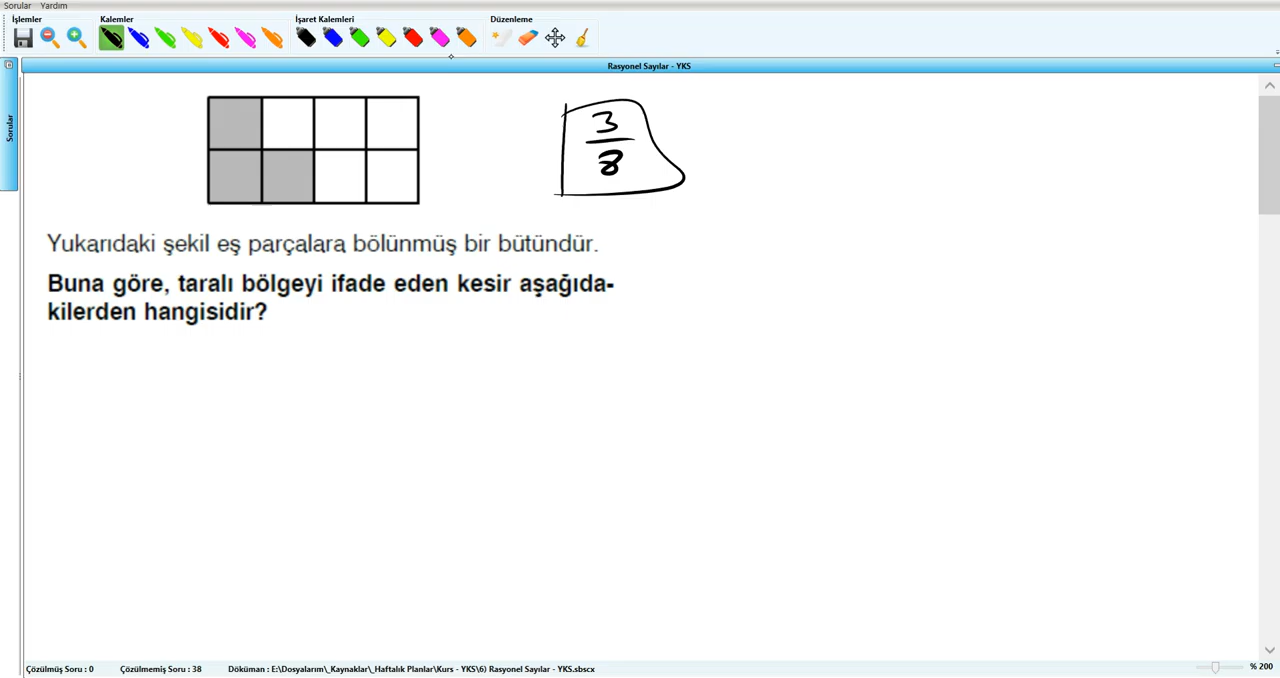 Sorular Yardım
İşlemler Kalemler İşaret Kalemleri Düzenleme
Rasyonel Sayılar - YKS
Sorular
3
8
Yukarıdaki şekil eş parçalara bölünmüş bir bütündür.
Buna göre, taralı bölgeyi ifade eden kesir aşağıda-
kilerden hangisidir?
Çözülmüş Soru : 0 Çözülmemiş Soru : 38 Döküman : E:\Dosyalarım\_Kaynaklar\_Haftalık Planlar\Kurs - YKS\6) Rasyonel Sayılar - YKS.sbscx % 200